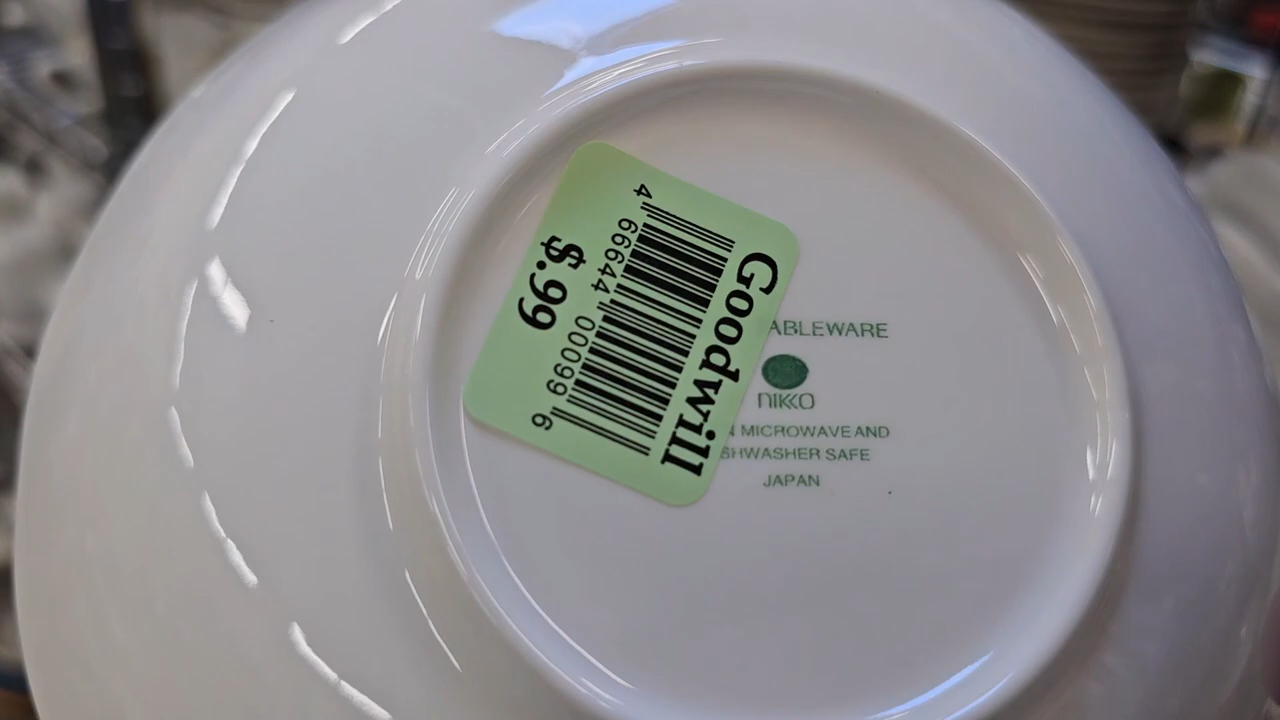 Goodwill
4 66644 00099 6
$.99
ABLEWARE
NIKKO
MICROWAVE AND
SHWASHER SAFE
JAPAN